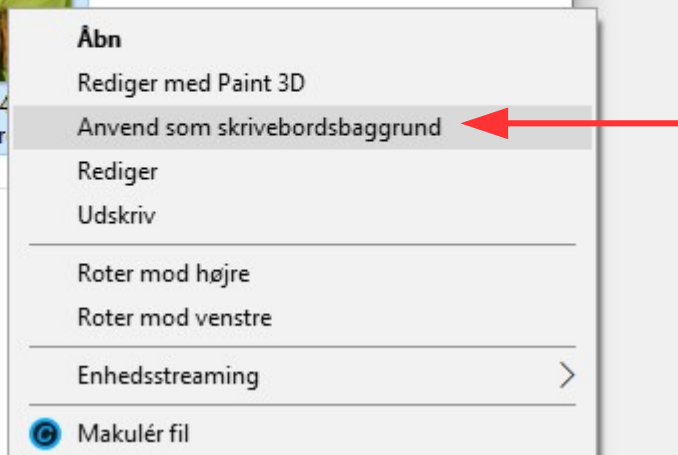 Åbn
Rediger med Paint 3D
Anvend som skrivebordsbaggrund
Rediger
Udskriv
Roter mod højre
Roter mod venstre
Enhedsstreaming
Makulér fil